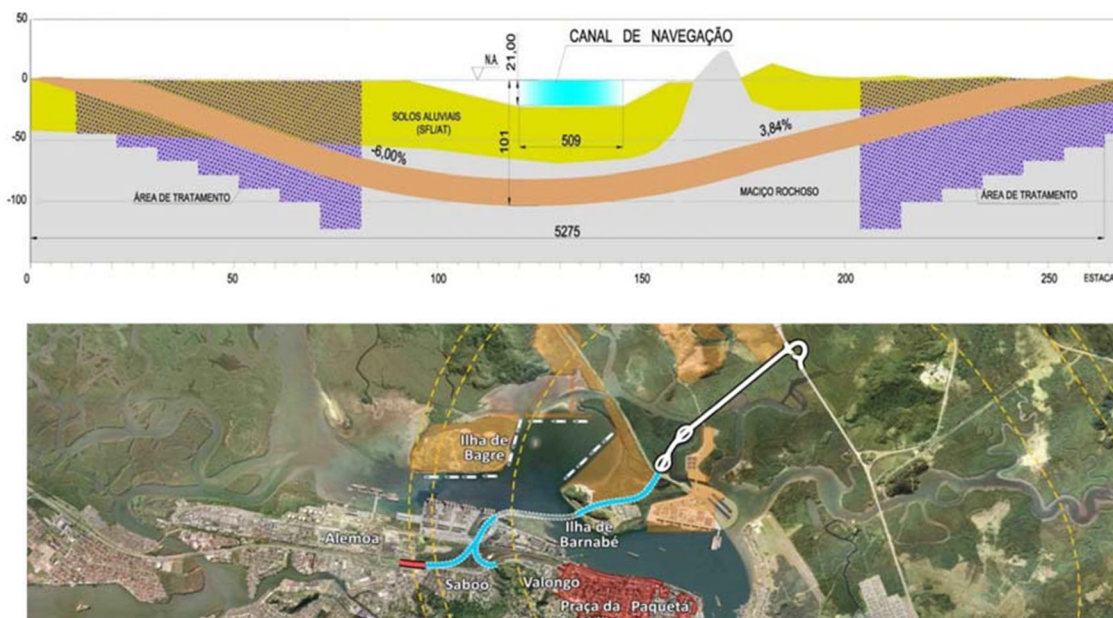 50
0
-50
-100
CANAL DE NAVEGAÇÃO
N.A.
21,00
SOLOS ALUVIAIS
(SFL/AT)
101
509
-6,00%
3,84%
ÁREA DE TRATAMENTO
MACIÇO ROCHOSO
ÁREA DE TRATAMENTO
5275
0
50
100
150
200
250
ESTACA
Ilha de
Bagre
Alemoa
Ilha de
Barnabé
Saboó
Valongo
Praça da
Paquetá